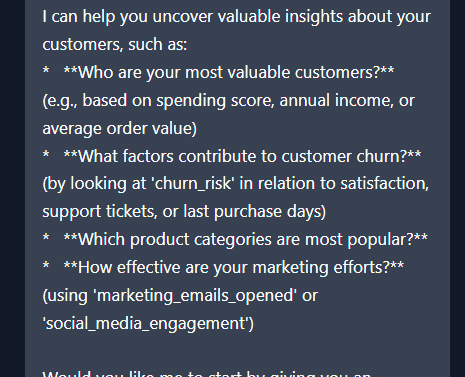 I can help you uncover valuable insights about your
customers, such as:
*   **Who are your most valuable customers?**
(e.g., based on spending score, annual income, or
average order value)
*   **What factors contribute to customer churn?**
(by looking at 'churn_risk' in relation to satisfaction,
support tickets, or last purchase days)
*   **Which product categories are most popular?**
*   **How effective are your marketing efforts?**
(using 'marketing_emails_opened' or
'social_media_engagement')
Would you like me to start by giving you an